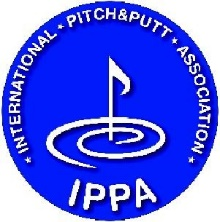 ★ INTERNATIONAL ★ PITCH&PUTT ★ ASSOCIATION ★
IPPA